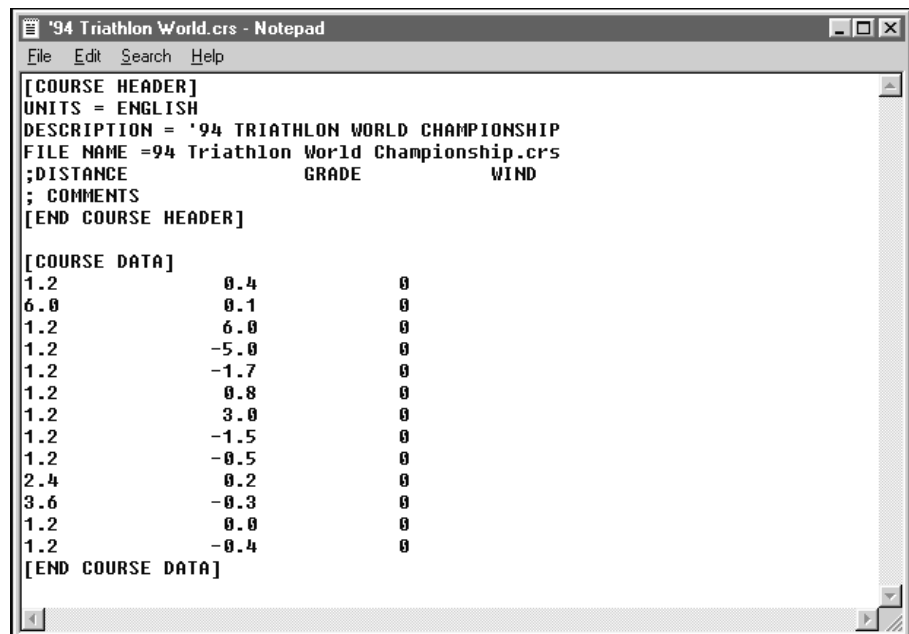 '94 Triathlon World.crs - Notepad
File Edit Search Help
[COURSE HEADER]
UNITS = ENGLISH
DESCRIPTION = '94 TRIATHLON WORLD CHAMPIONSHIP
FILE NAME =94 Triathlon World Championship.crs
;DISTANCE GRADE WIND
; COMMENTS
[END COURSE HEADER]
[COURSE DATA]
1.2 0.4 0
6.0 0.1 0
1.2 6.0 0
1.2 -5.0 0
1.2 -1.7 0
1.2 0.8 0
1.2 3.0 0
1.2 -1.5 0
1.2 -0.5 0
2.4 0.2 0
3.6 -0.3 0
1.2 0.0 0
1.2 -0.4 0
[END COURSE DATA]